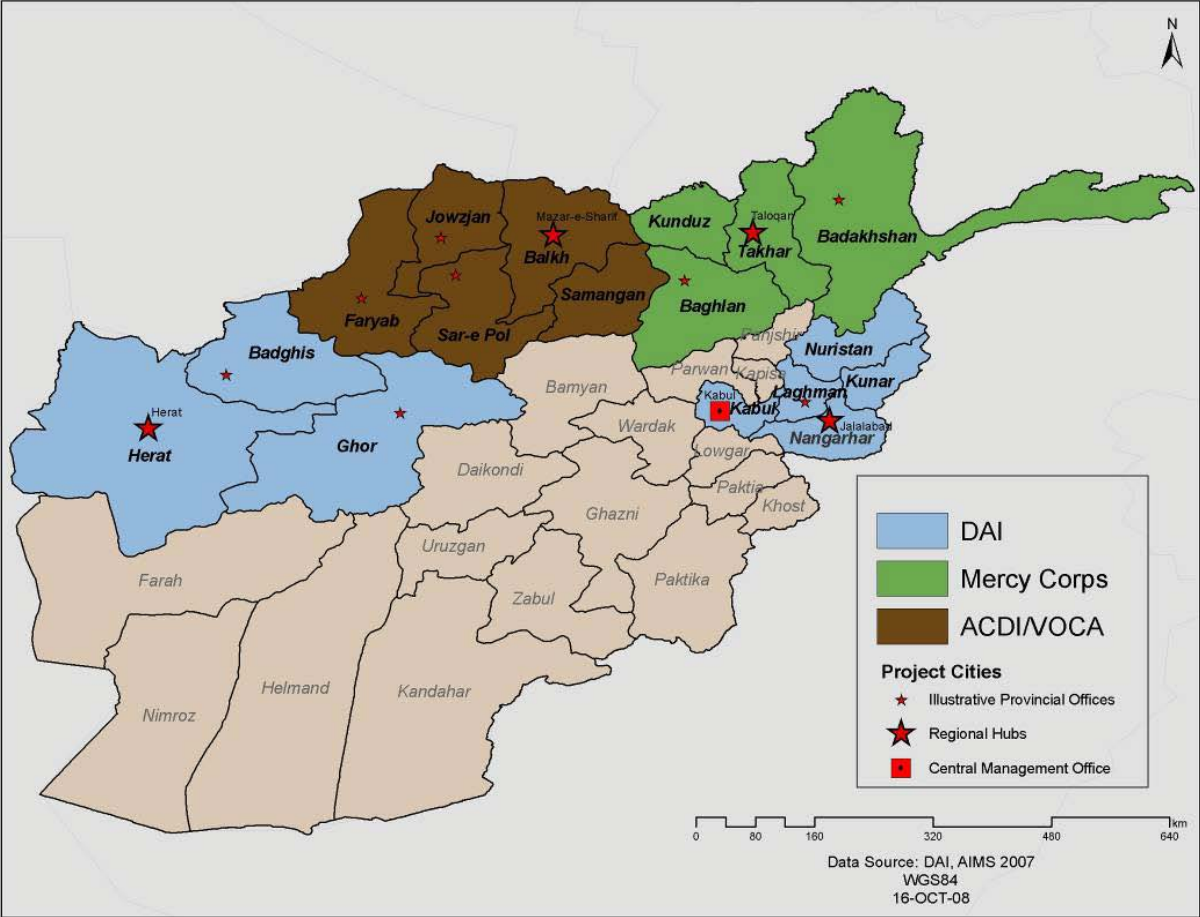 N
Jowzjan
Mazar-e-Sharif
Balkh
Kunduz
Taloqan
Takhar
Badakhshan
Samangan
Baghlan
Faryab
Sar-e Pol
Panjshir
Badghis
Nuristan
Parwan
Kapisa
Kunar
Bamyan
Laghman
Kabul
Kabul
Herat
Wardak
Jalalabad
Nangarhar
Ghor
Herat
Lowgar
Daikondi
Paktia
Khost
Ghazni
Uruzgan
Farah
Paktika
Zabul
Helmand
Kandahar
Nimroz
DAI
Mercy Corps
ACDI/VOCA
Project Cities
Illustrative Provincial Offices
Regional Hubs
Central Management Office
km
0 80 160 320 480 640
Data Source: DAI, AIMS 2007
WGS84
16-OCT-08